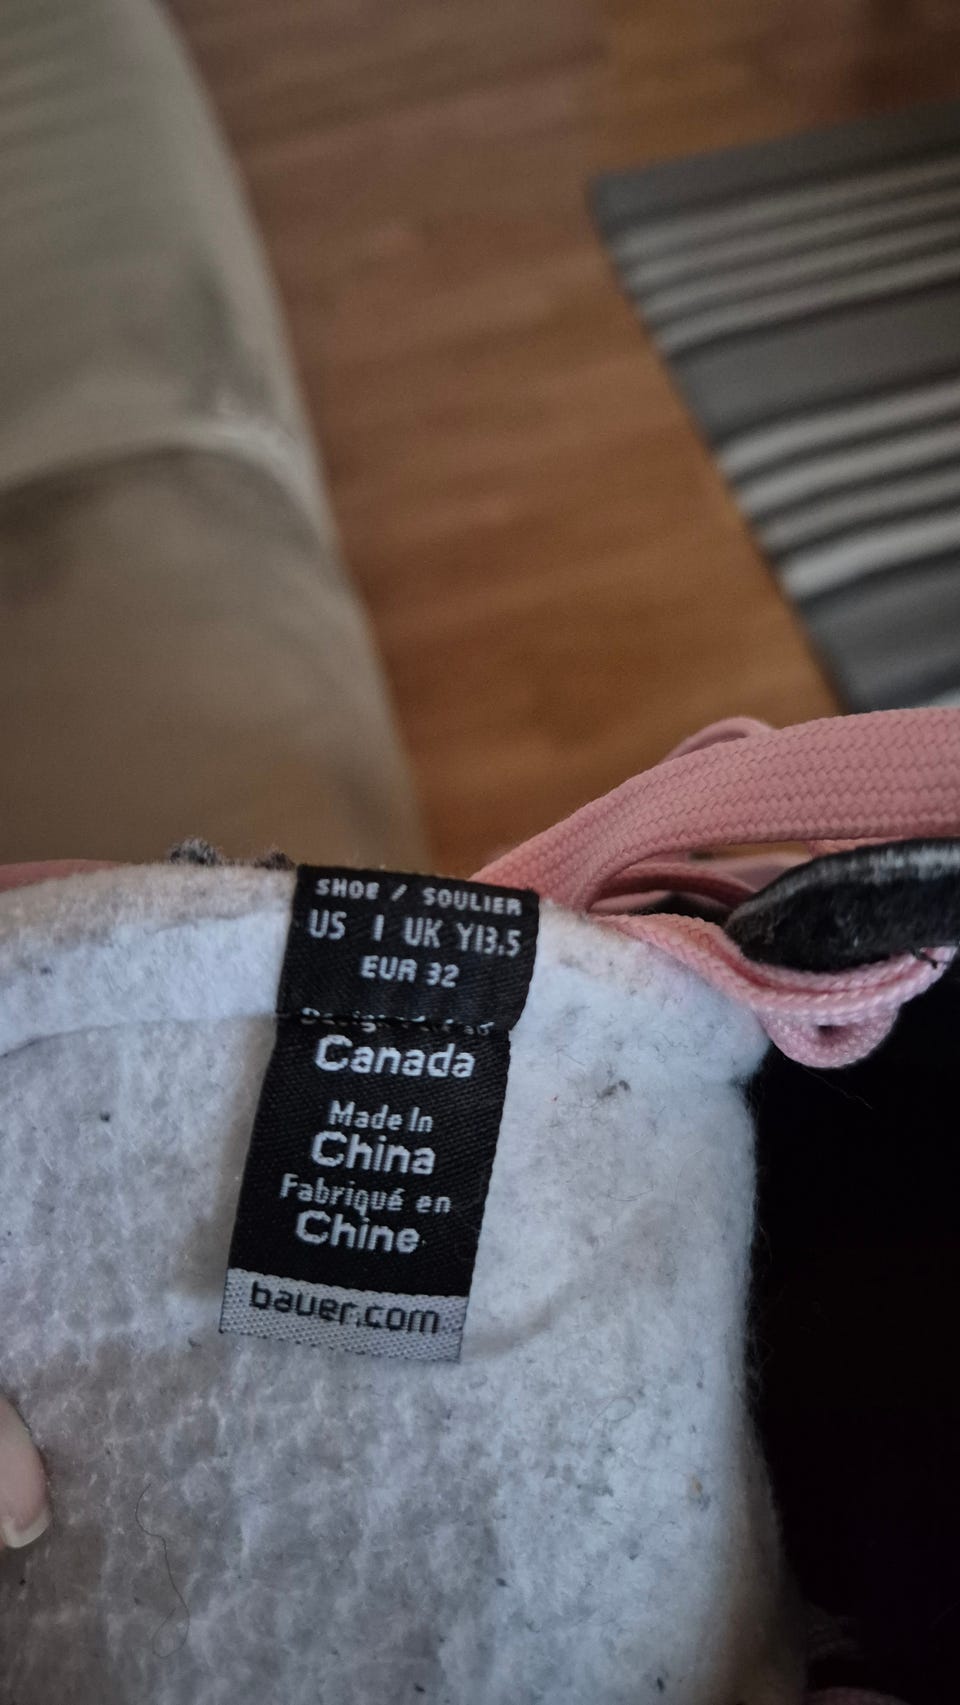 SHOE / SOULIER
US 1 UK Y13.5
EUR 32
Canada
Made In
China
Fabriqué en
Chine
bauer.com